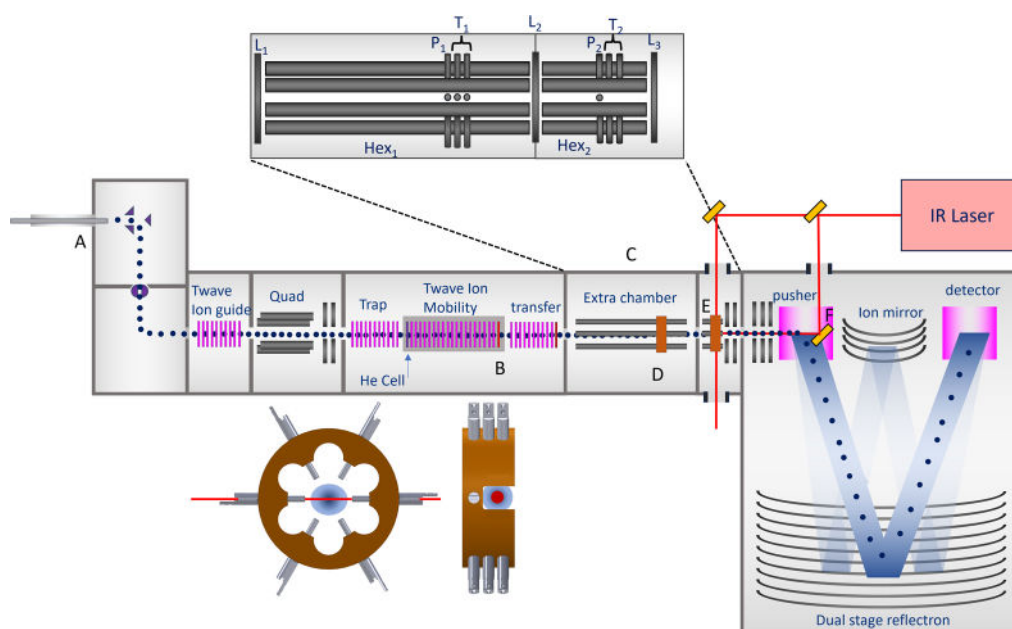 T1
L2
T2
L1
P1
P2
L3
Hex1
Hex2
IR Laser
A
C
Twave
Ion guide
Quad
Trap
Twave Ion
Mobility
transfer
Extra chamber
E
pusher
Ion mirror
detector
F
He Cell
B
D
Dual stage reflectron